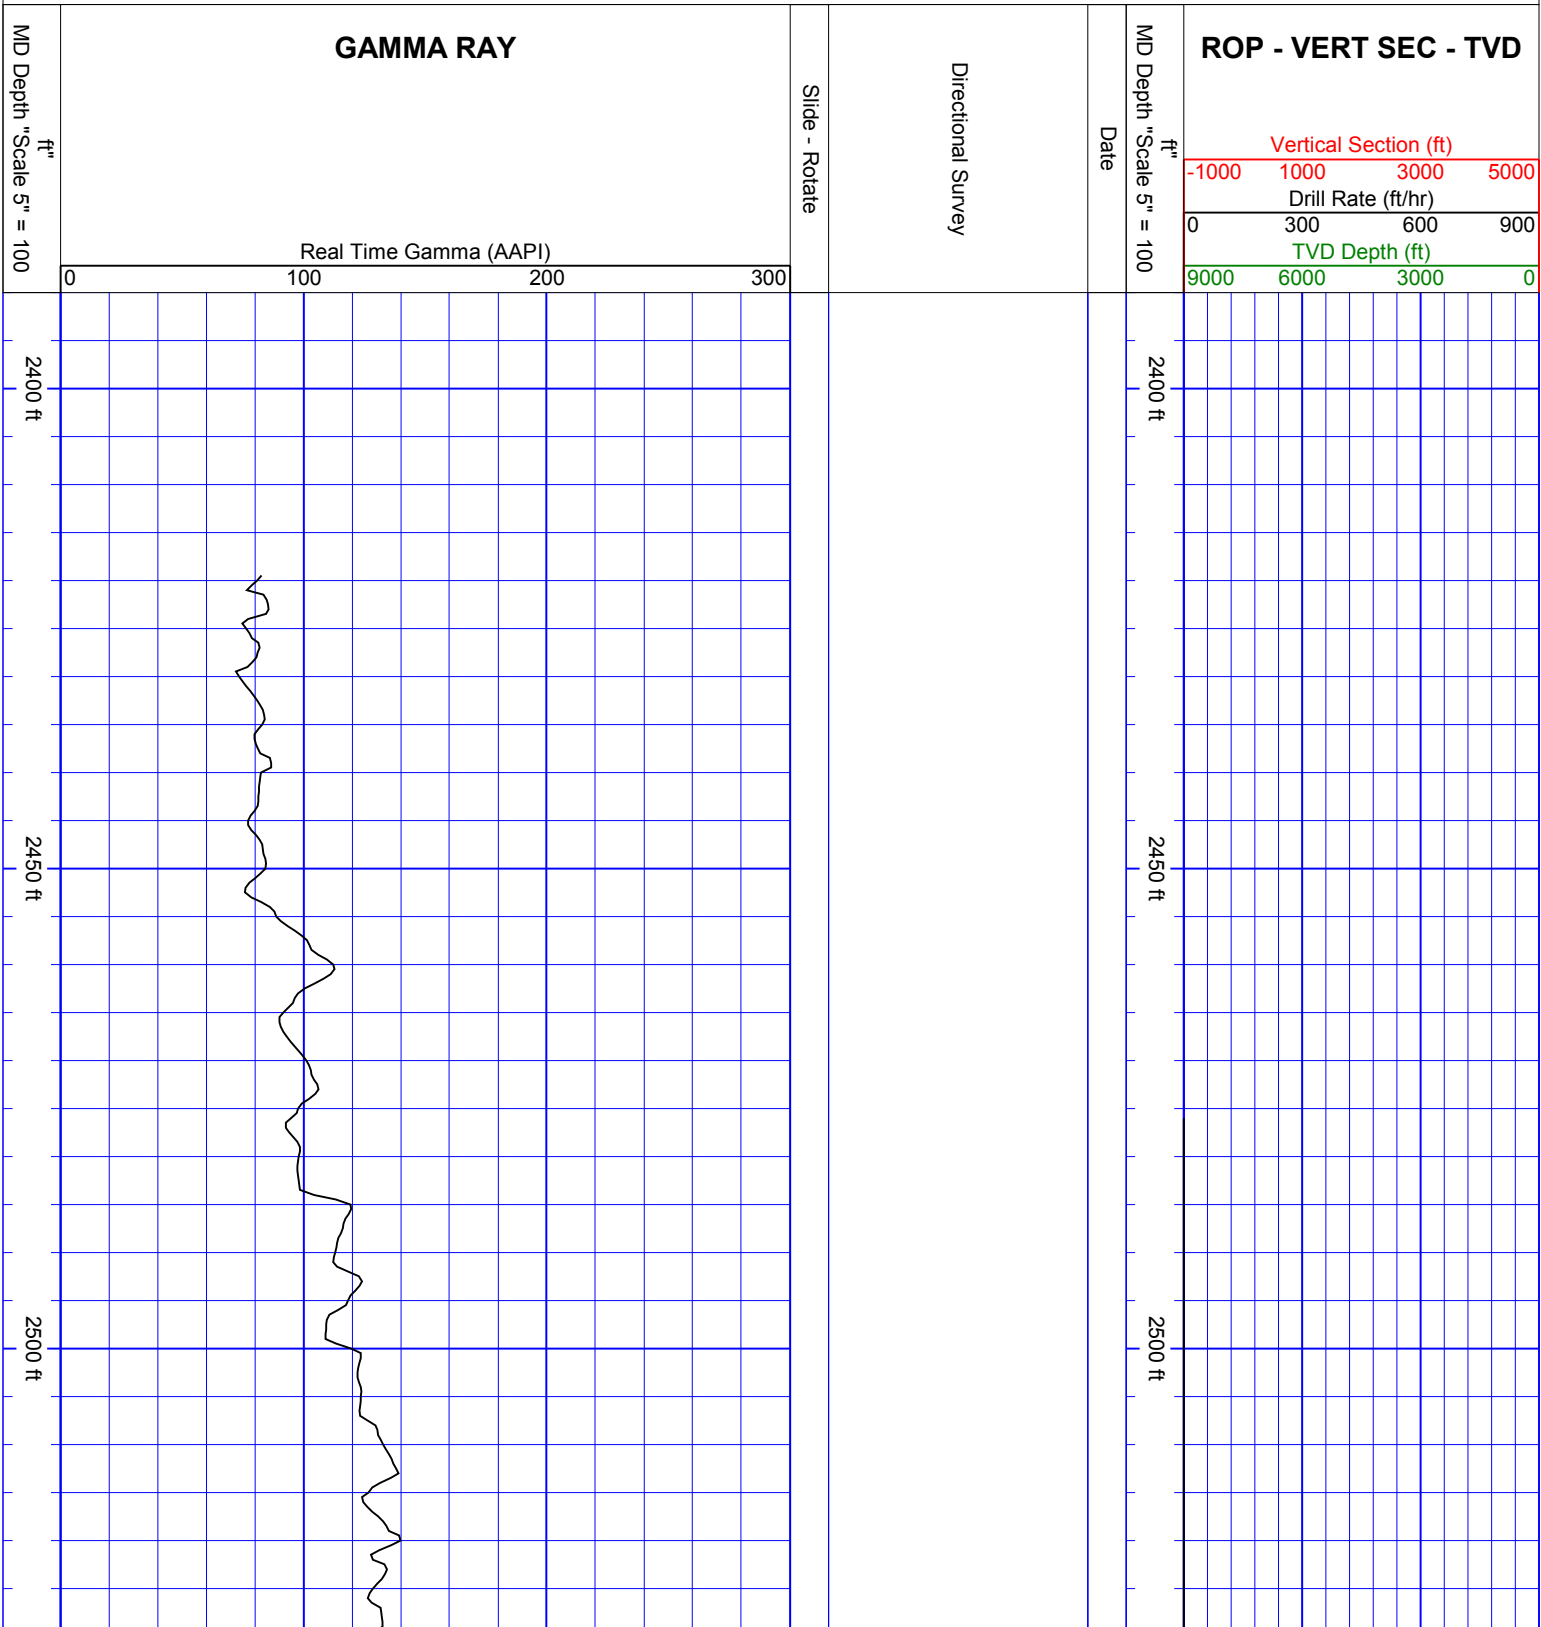 MD Depth "Scale 5" = 100
ft"
GAMMA RAY
Real Time Gamma (AAPI)
0 100 200 300
Slide - Rotate
Directional Survey
Date
MD Depth "Scale 5" = 100
ft"
ROP - VERT SEC - TVD
Vertical Section (ft)
-1000 1000 3000 5000
Drill Rate (ft/hr)
0 300 600 900
TVD Depth (ft)
9000 6000 3000 0
2400 ft
2400 ft
2450 ft
2450 ft
2500 ft
2500 ft